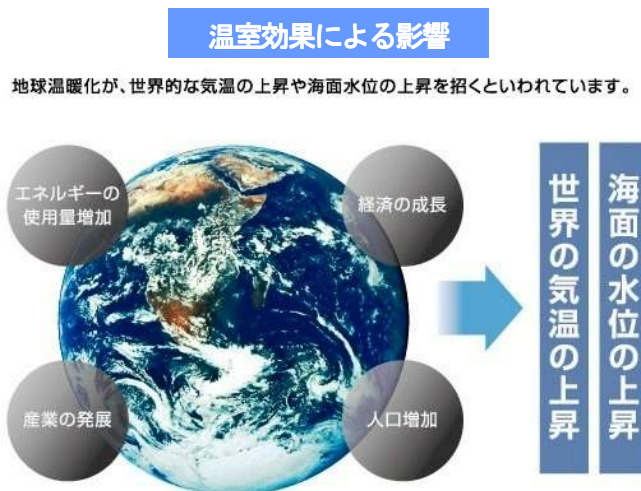 温室効果による影響
地球温暖化が、世界的な気温の上昇や海面水位の上昇を招くといわれています。
エネルギーの
使用量増加
経済の成長
産業の発展
人口増加
世界の気温の上昇
海面の水位の上昇